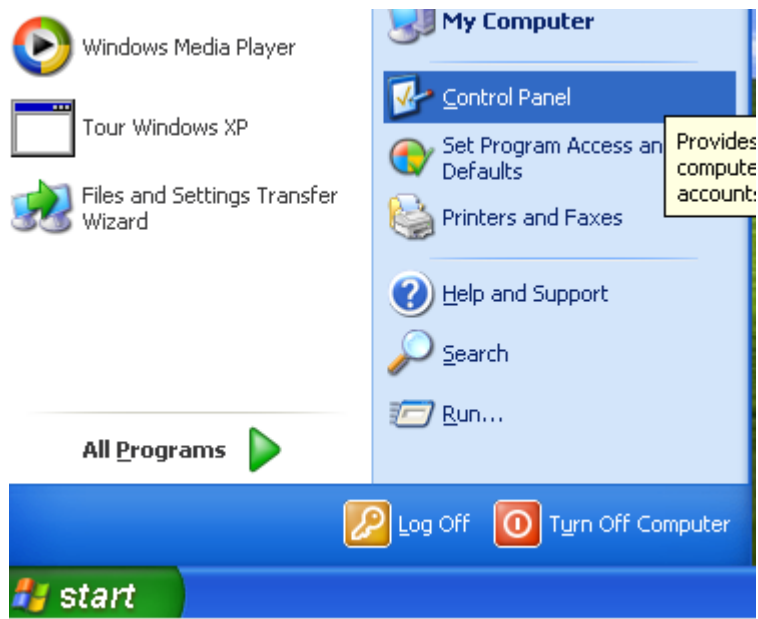 Windows Media Player
Tour Windows XP
Files and Settings Transfer
Wizard
All Programs
My Computer
Control Panel
Set Program Access an
Defaults
Printers and Faxes
Help and Support
Search
Run...
Provides
compute
account
Log Off
Turn Off Computer
start